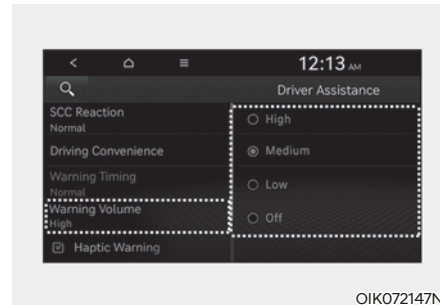 12:13 AM
Driver Assistance
SCC Reaction
Normal
Driving Convenience
Warning Timing
Normal
Warning Volume
High
Haptic Warning
High
Medium
Low
Off
OIK072147N